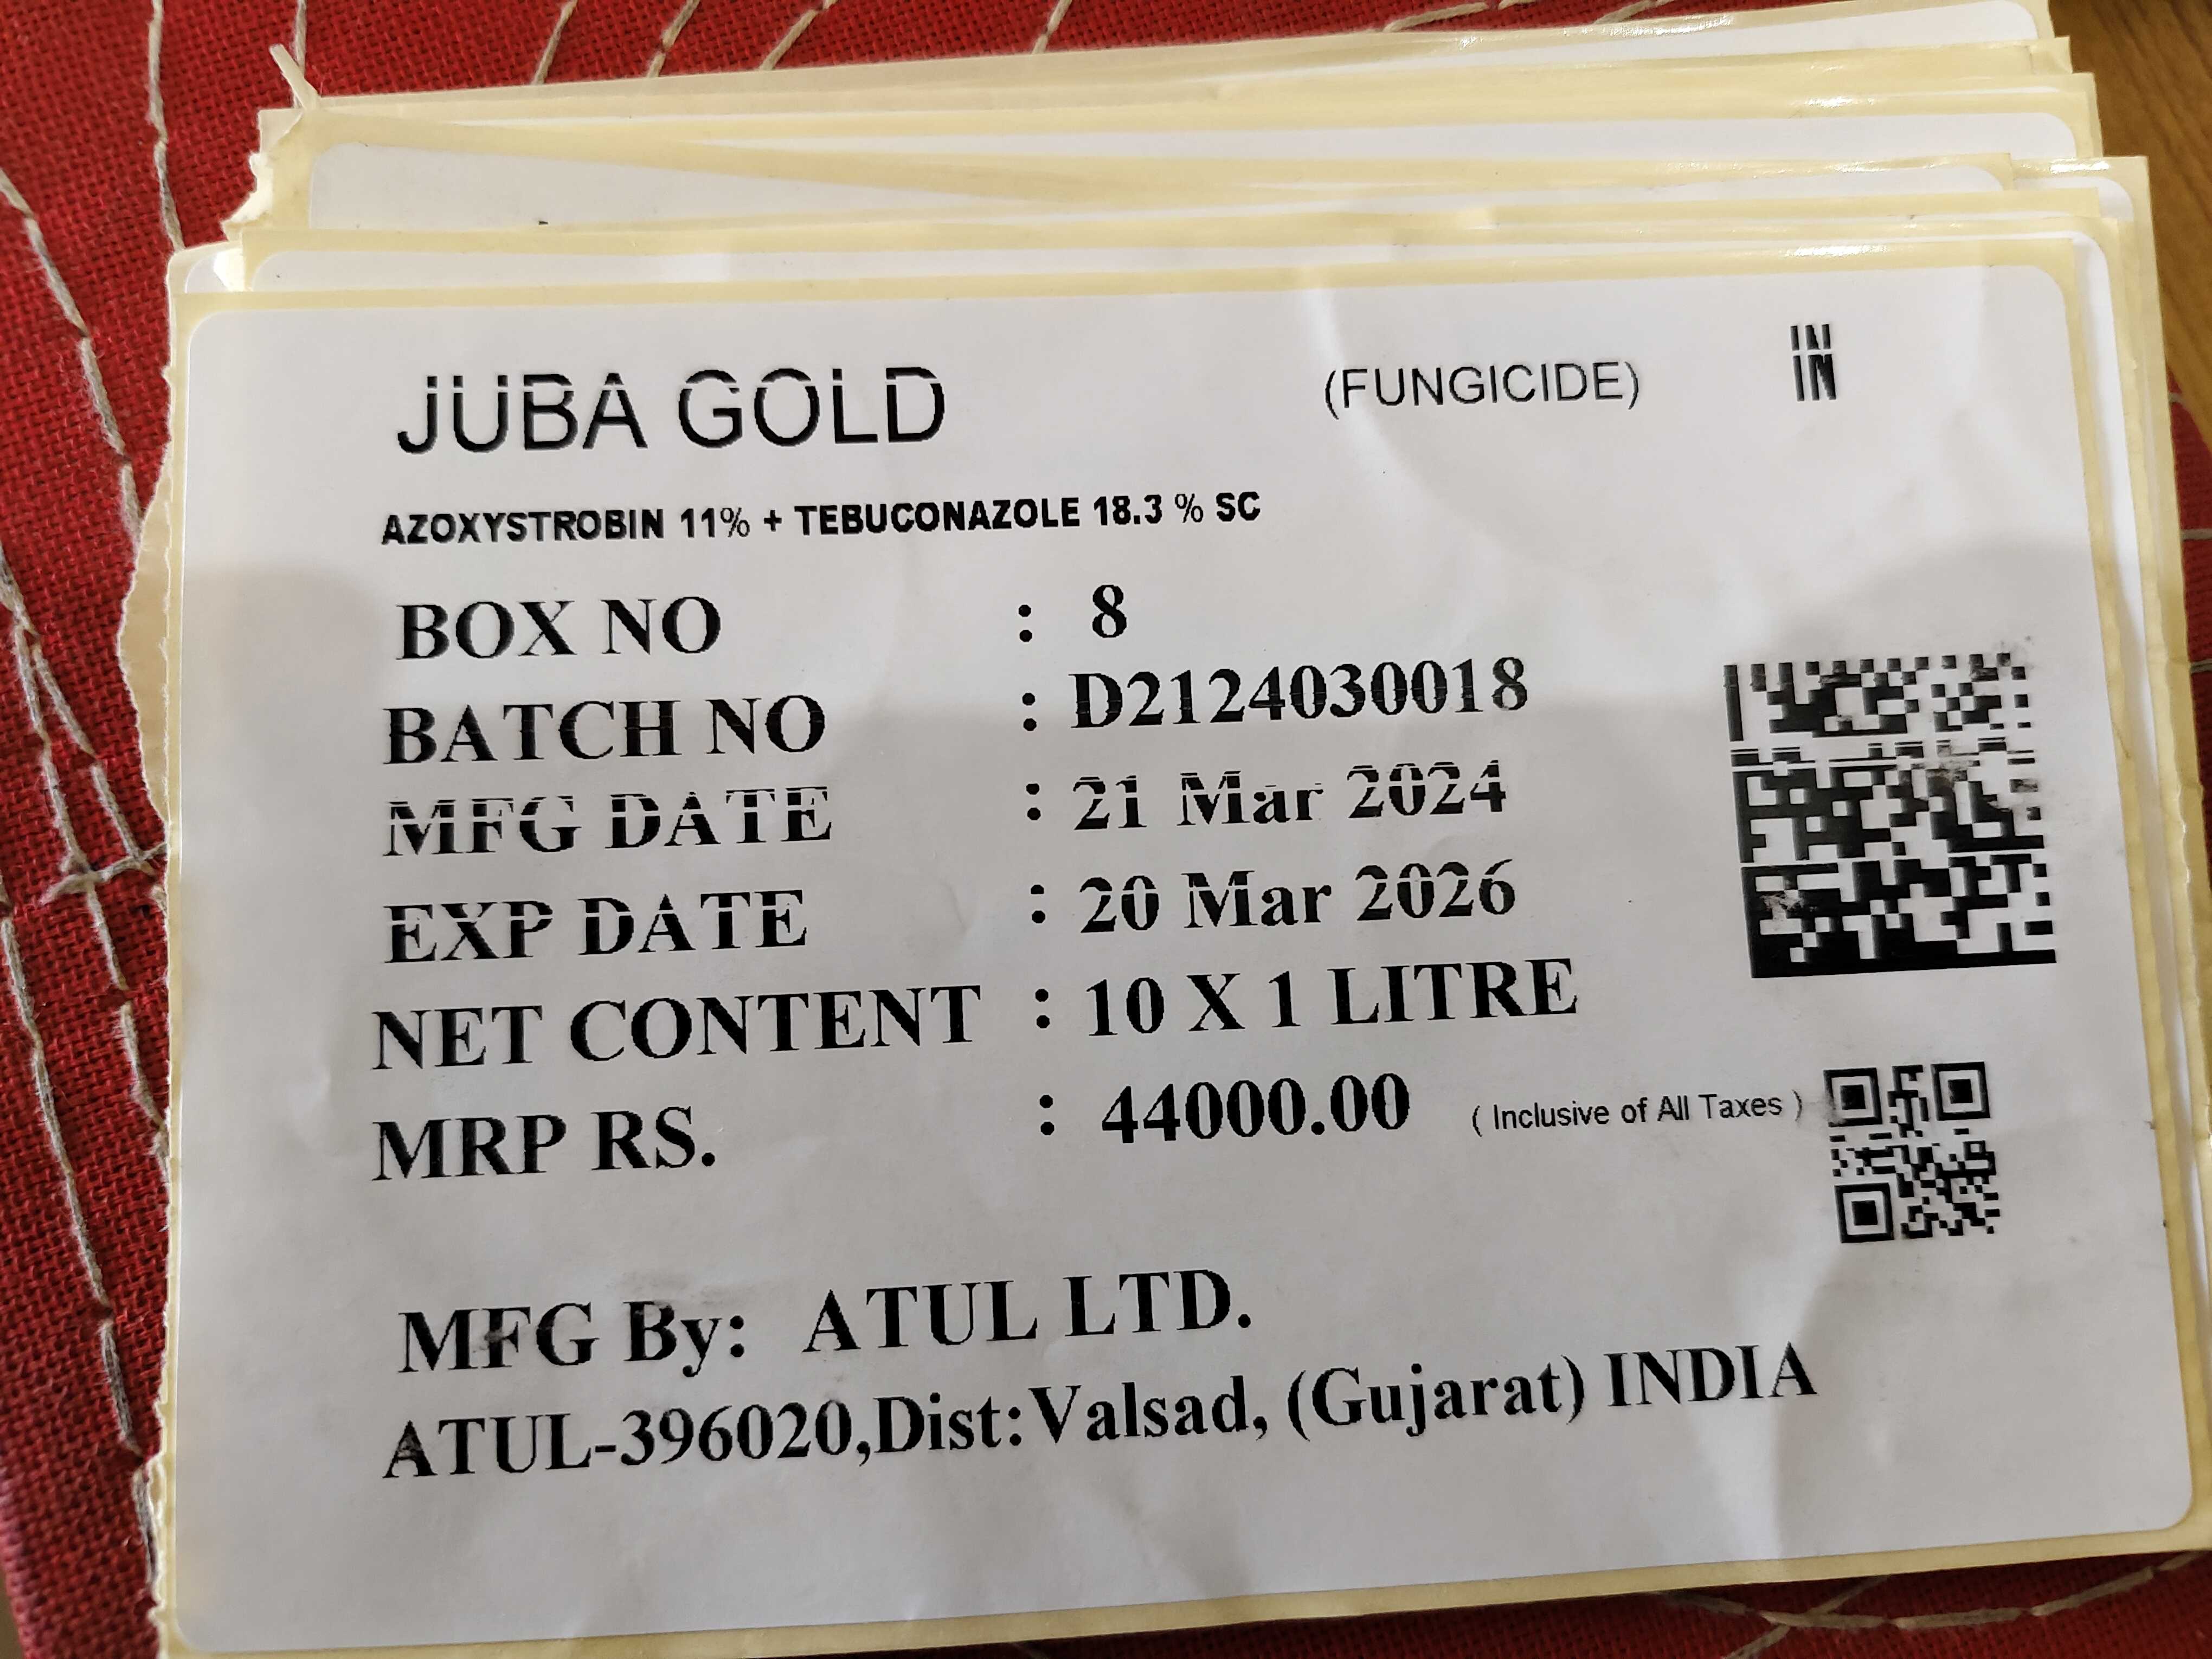 JUBA GOLD (FUNGICIDE) IN
AZOXYSTROBIN 11% + TEBUCONAZOLE 18.3 % SC
BOX NO : 8
BATCH NO : D2124030018
MFG DATE : 21 Mar 2024
EXP DATE : 20 Mar 2026
NET CONTENT : 10 X 1 LITRE
MRP RS. : 44000.00 ( Inclusive of All Taxes )
MFG By: ATUL LTD.
ATUL-396020,Dist:Valsad, (Gujarat) INDIA